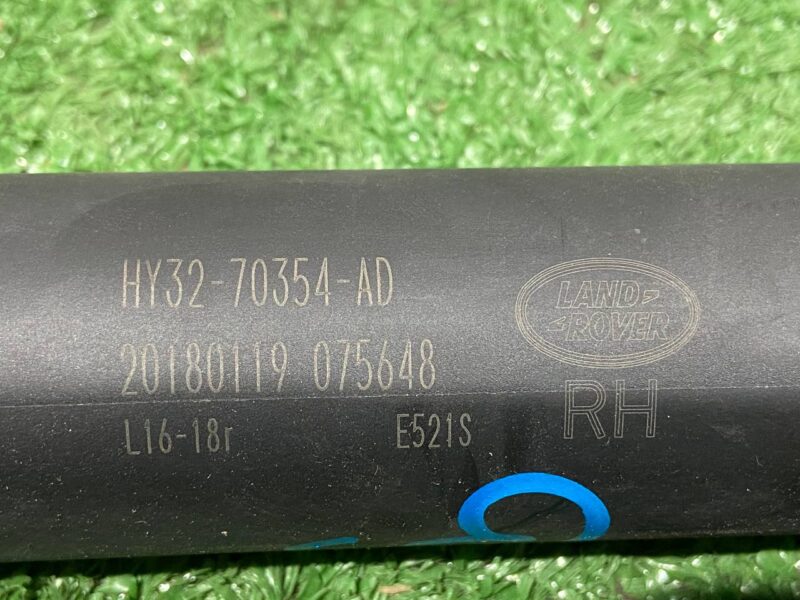 HY32-70354-AD
20180119 075648
L16-18r
E521S
LAND
ROVER
RH